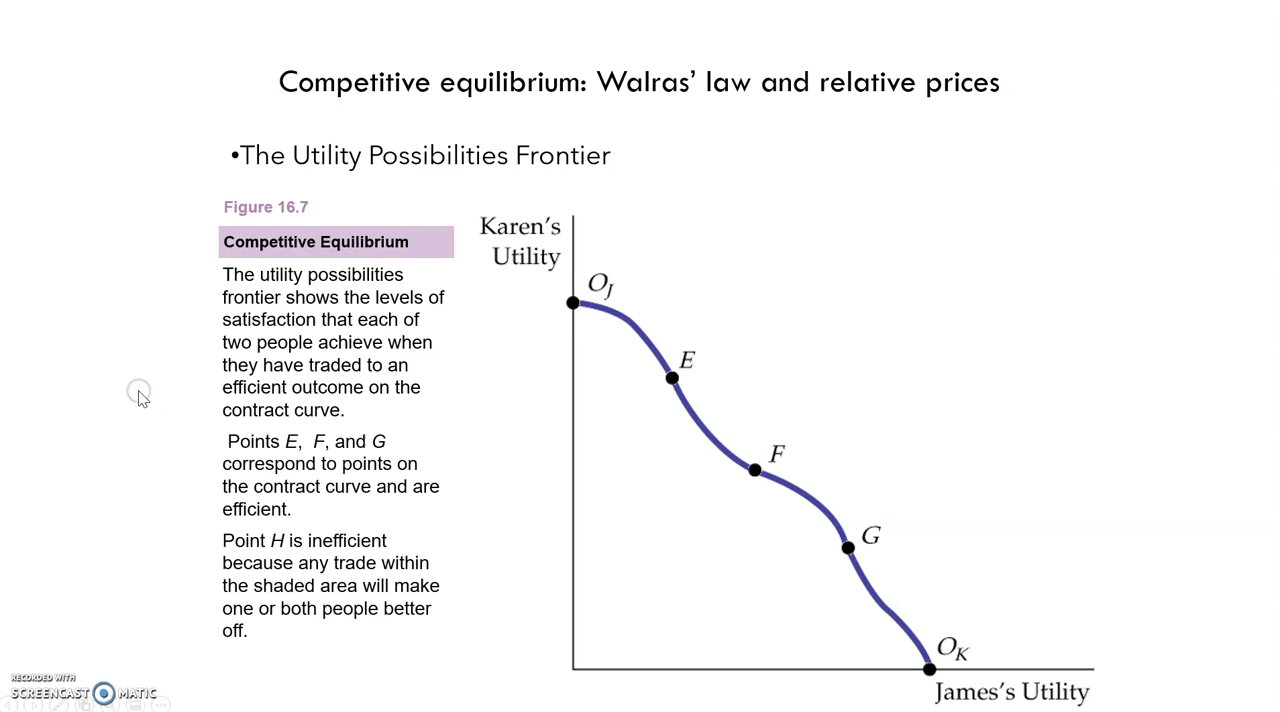 Competitive equilibrium: Walras’ law and relative prices
•The Utility Possibilities Frontier
Figure 16.7
Competitive Equilibrium
The utility possibilities
frontier shows the levels of
satisfaction that each of
two people achieve when
they have traded to an
efficient outcome on the
contract curve.
Points E, F, and G
correspond to points on
the contract curve and are
efficient.
Point H is inefficient
because any trade within
the shaded area will make
one or both people better
off.
Karen’s
Utility
OJ
E
F
G
OK
James’s Utility
RECORDED WITH
SCREENCAST MATIC